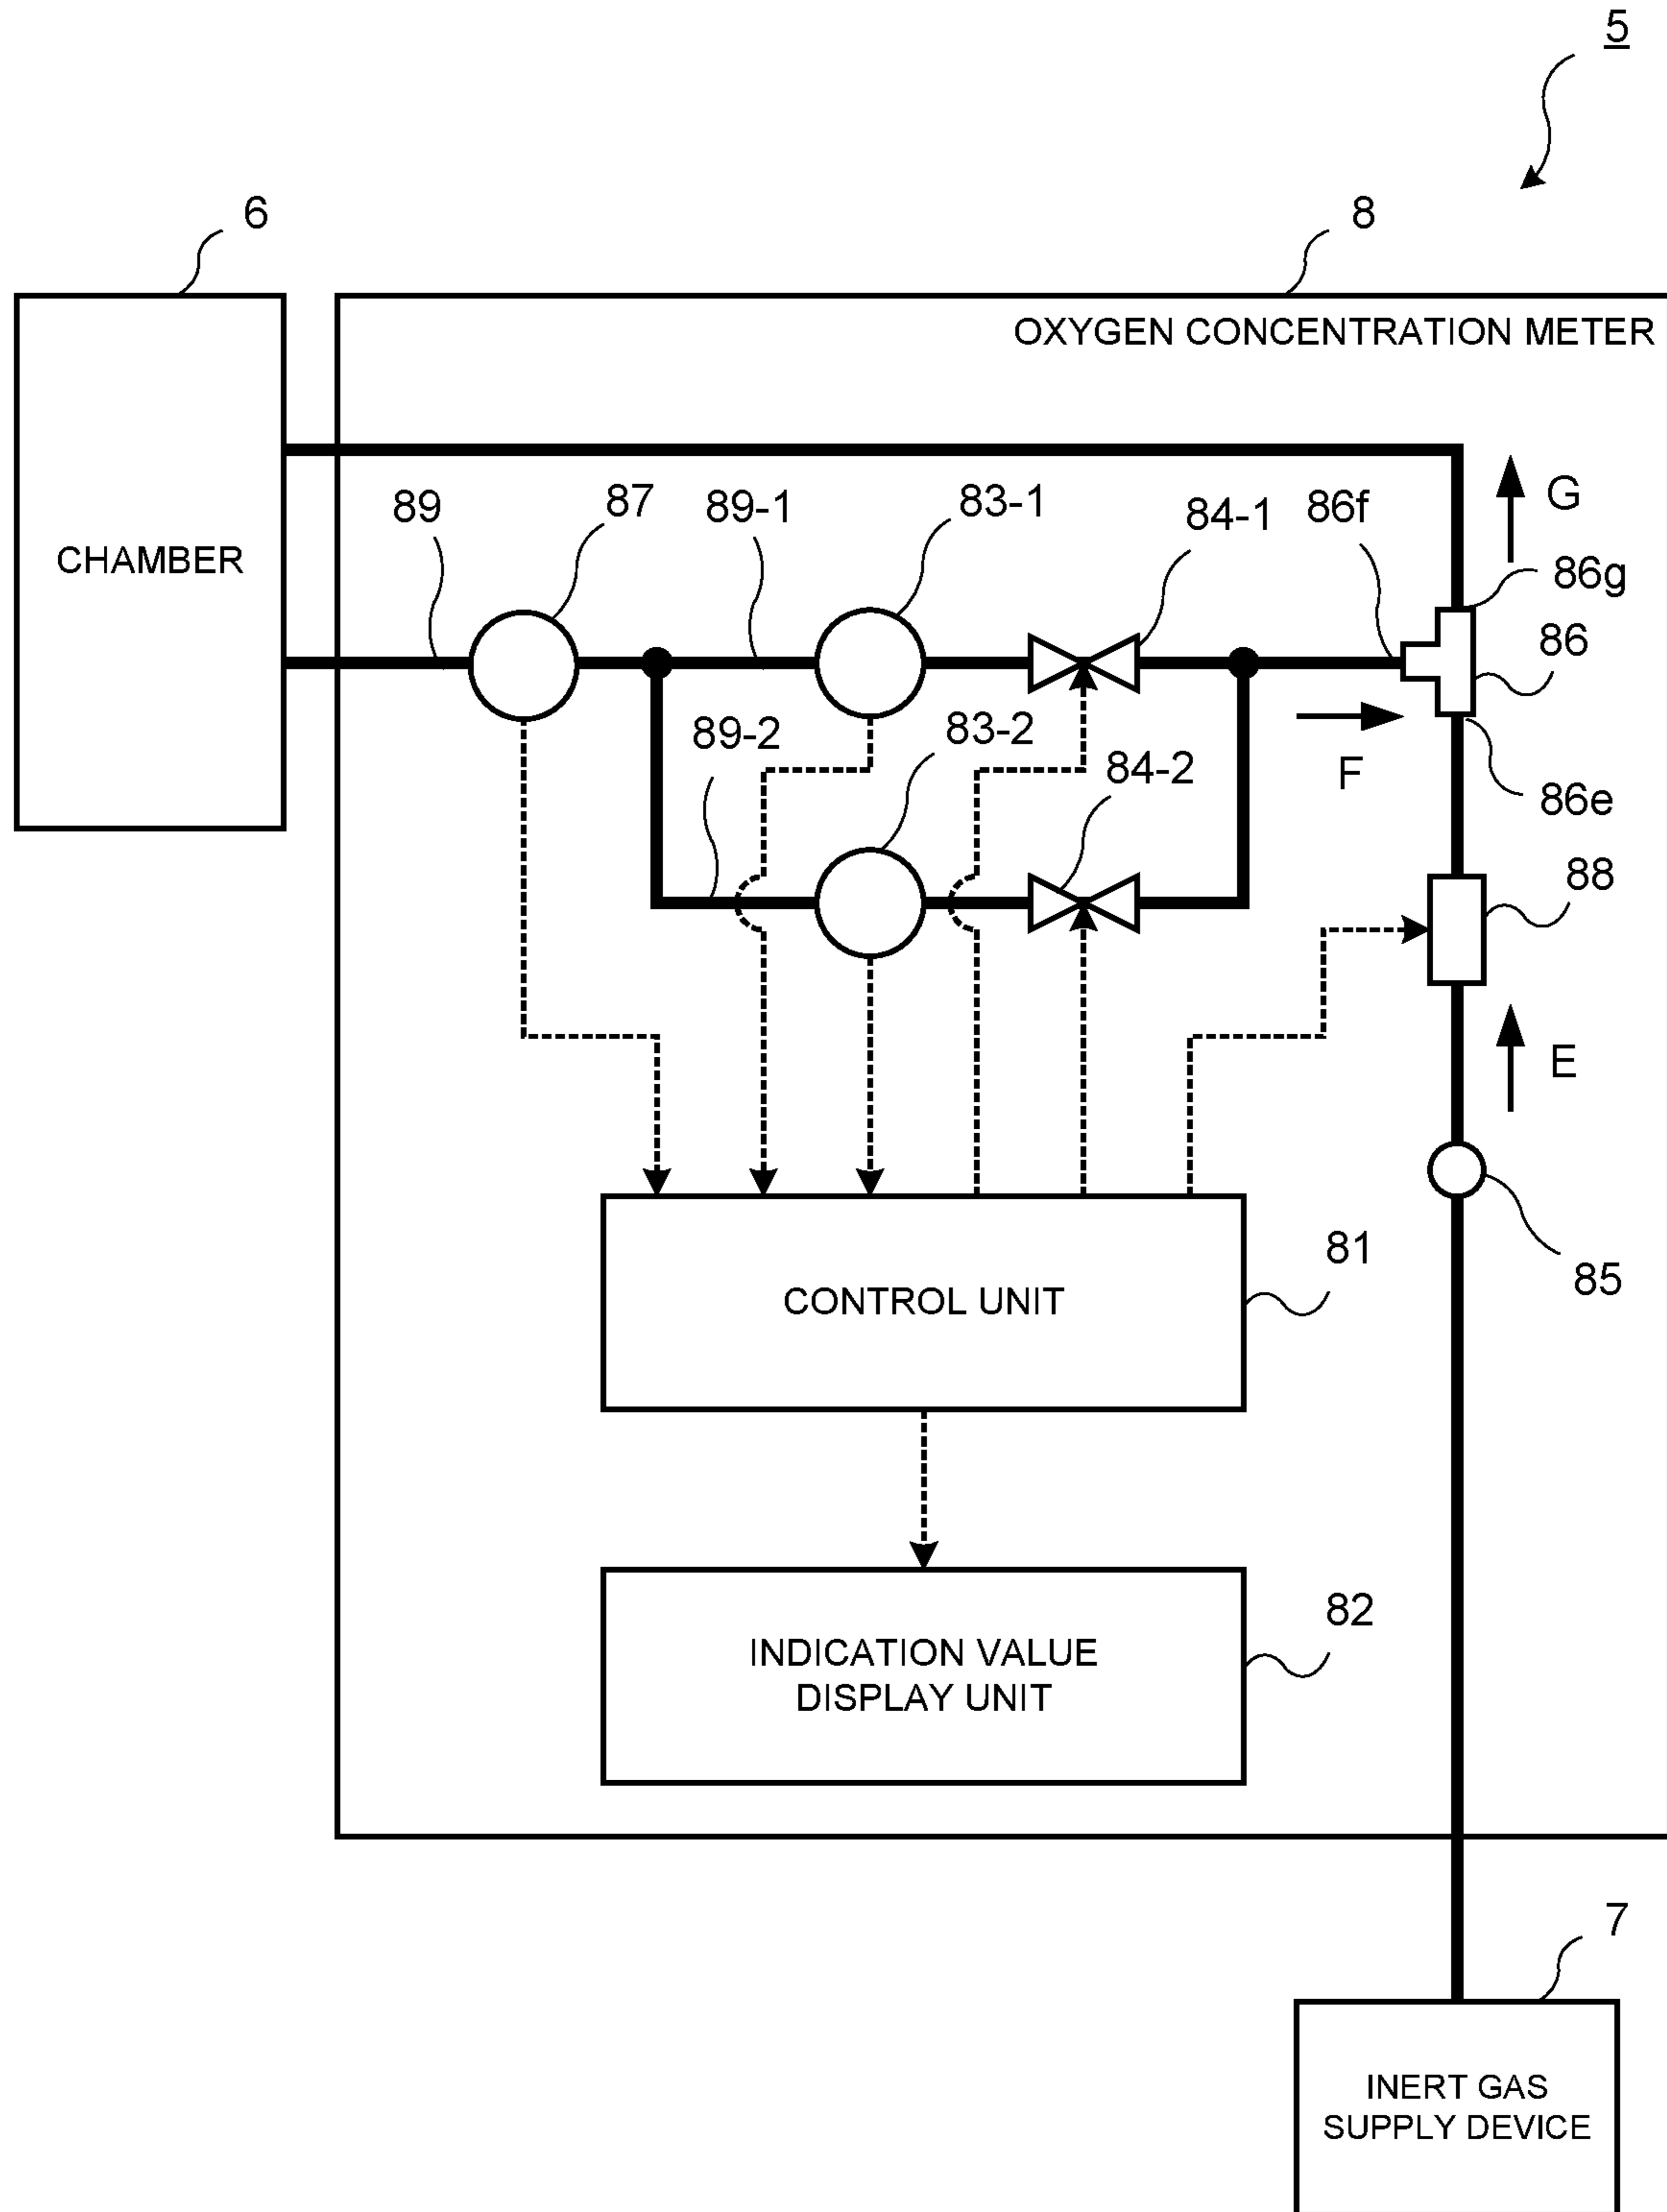 5
6
8
OXYGEN CONCENTRATION METER
CHAMBER
89
87
89-1
83-1
84-1
86f
G
86g
86
89-2
83-2
84-2
F
86e
88
E
81
CONTROL UNIT
85
82
INDICATION VALUE
DISPLAY UNIT
7
INERT GAS
SUPPLY DEVICE